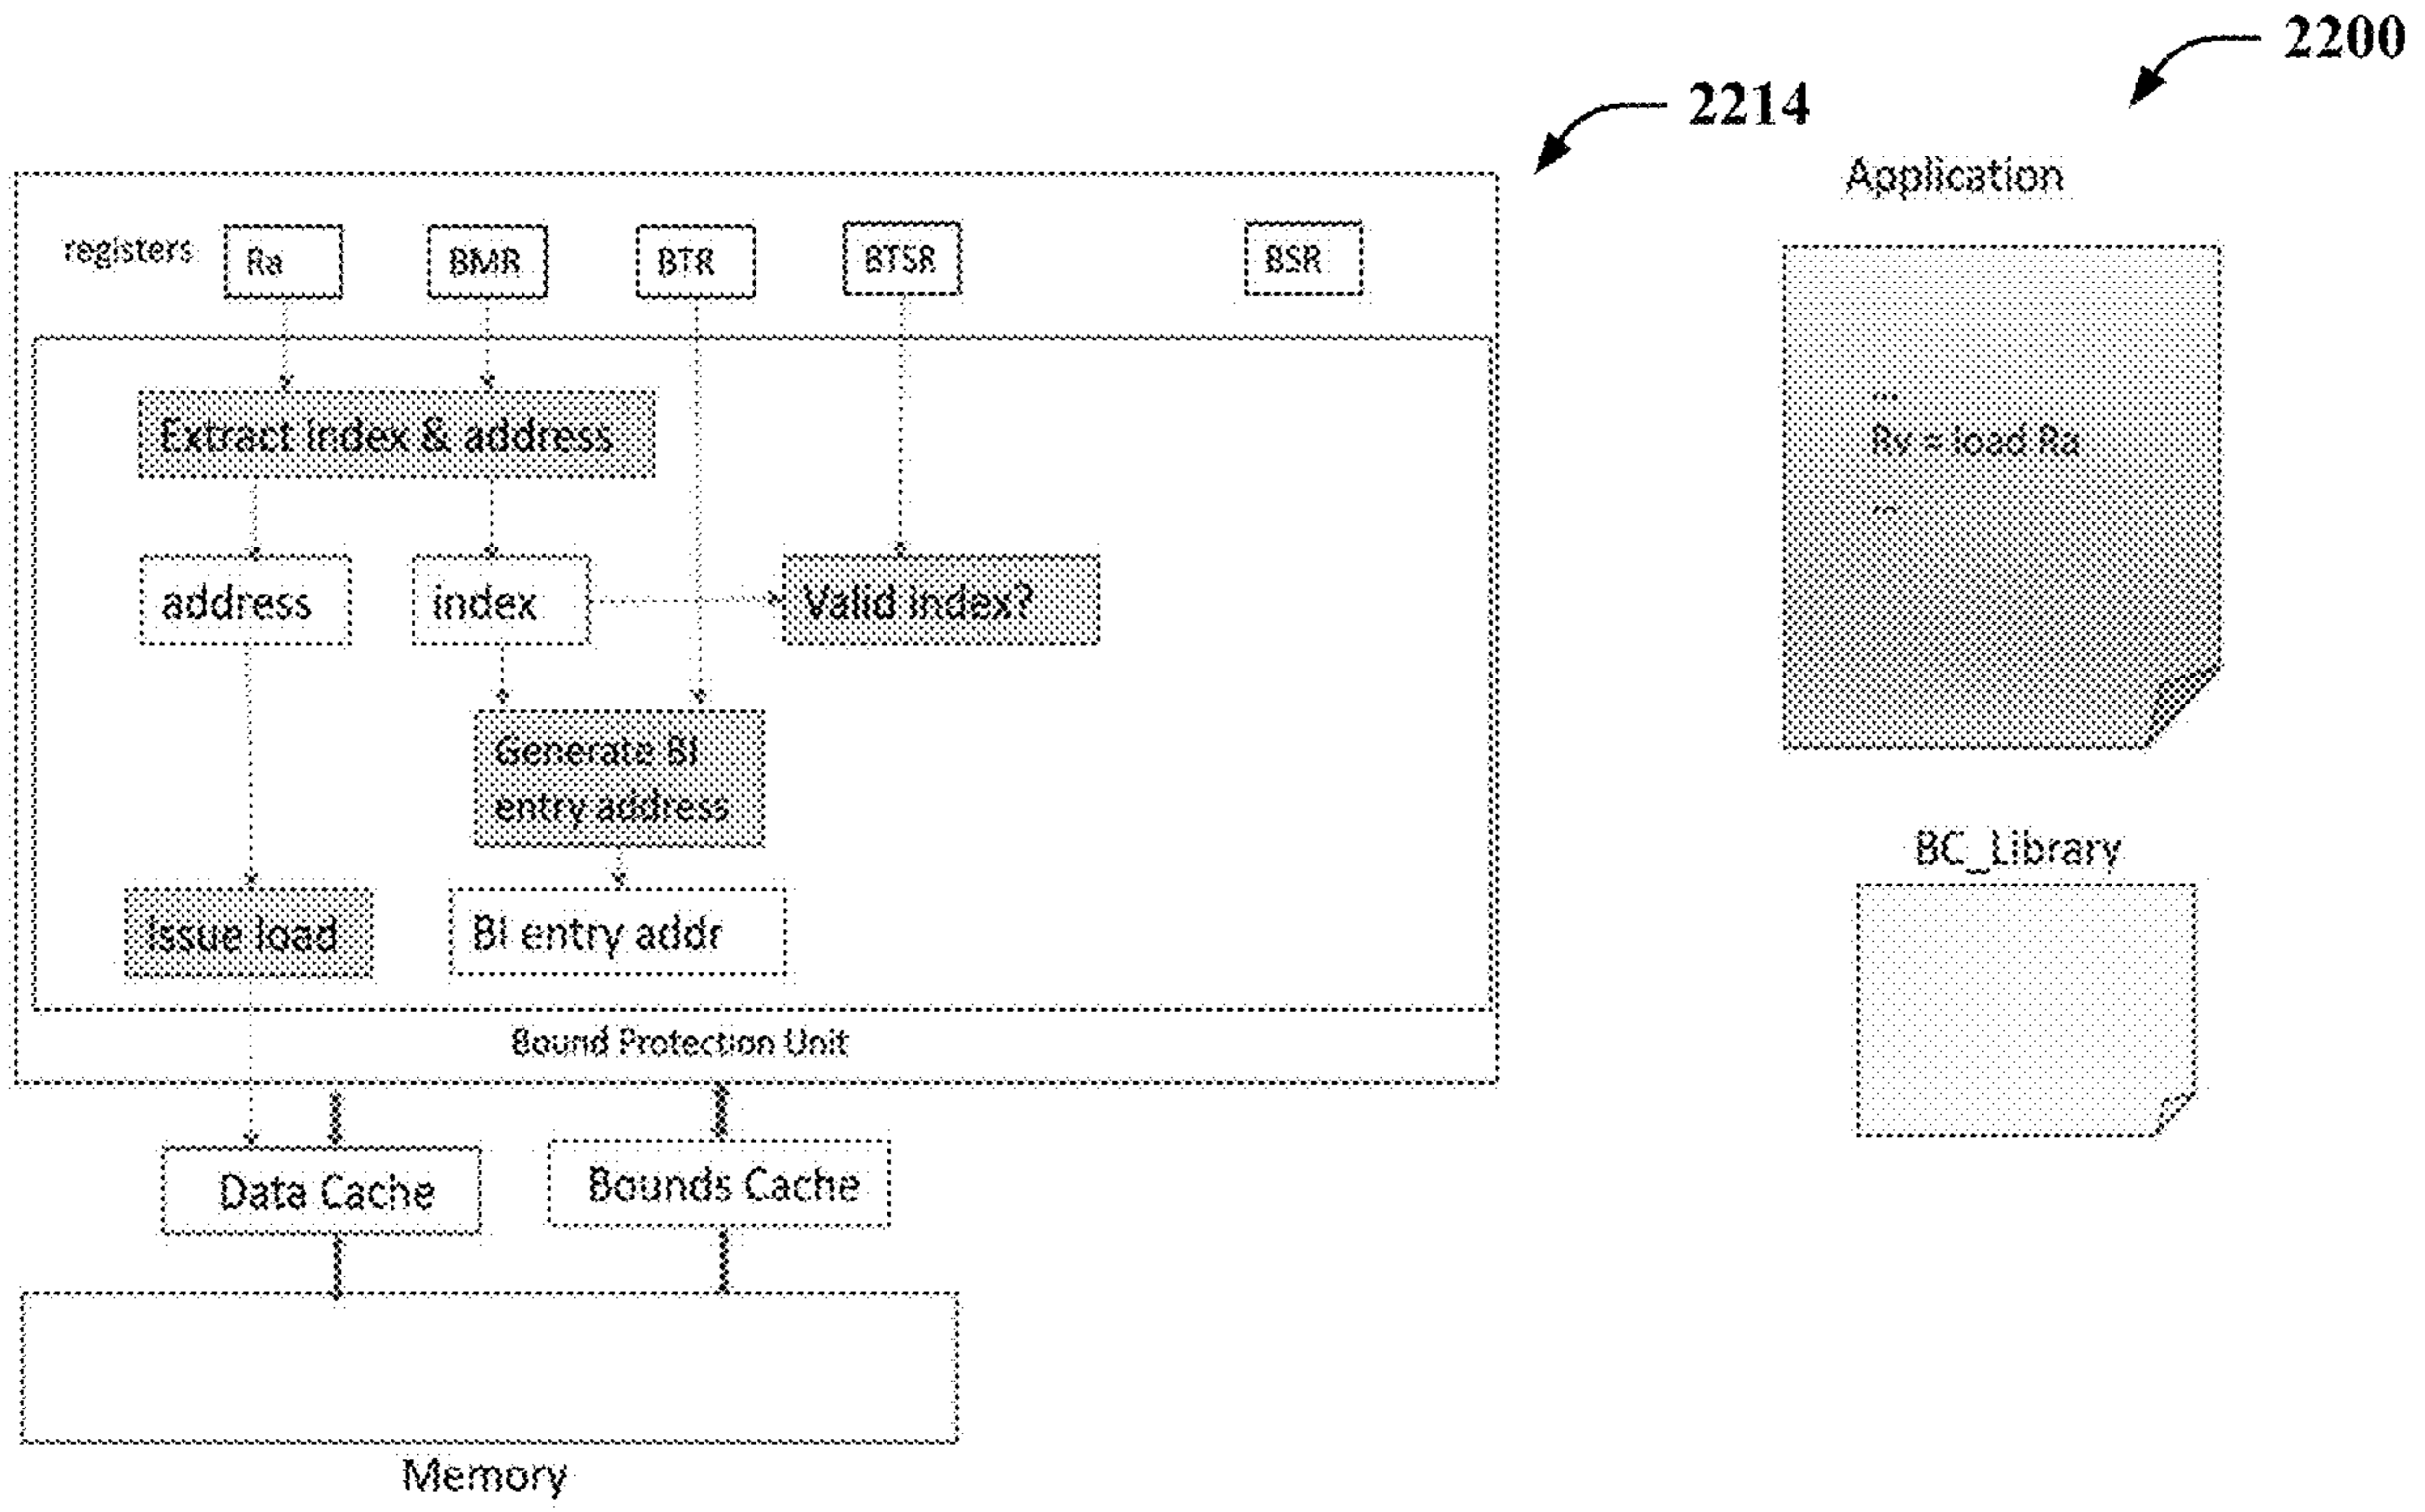 2200
2214
Application
registers
Ra
BMR
BTR
BTSR
BSR
Extract index & address
...
Rv = load Ra
...
address
index
Valid index?
Generate BI
entry address
BC_Library
Issue load
BI entry addr
Bound Protection Unit
Data Cache
Bounds Cache
Memory